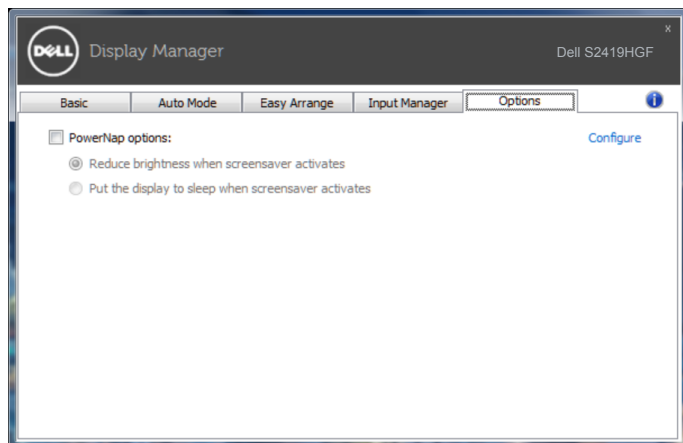 DELL Display Manager
x
Dell S2419HGF
Basic Auto Mode Easy Arrange Input Manager Options i
PowerNap options: Configure
Reduce brightness when screensaver activates
Put the display to sleep when screensaver activates